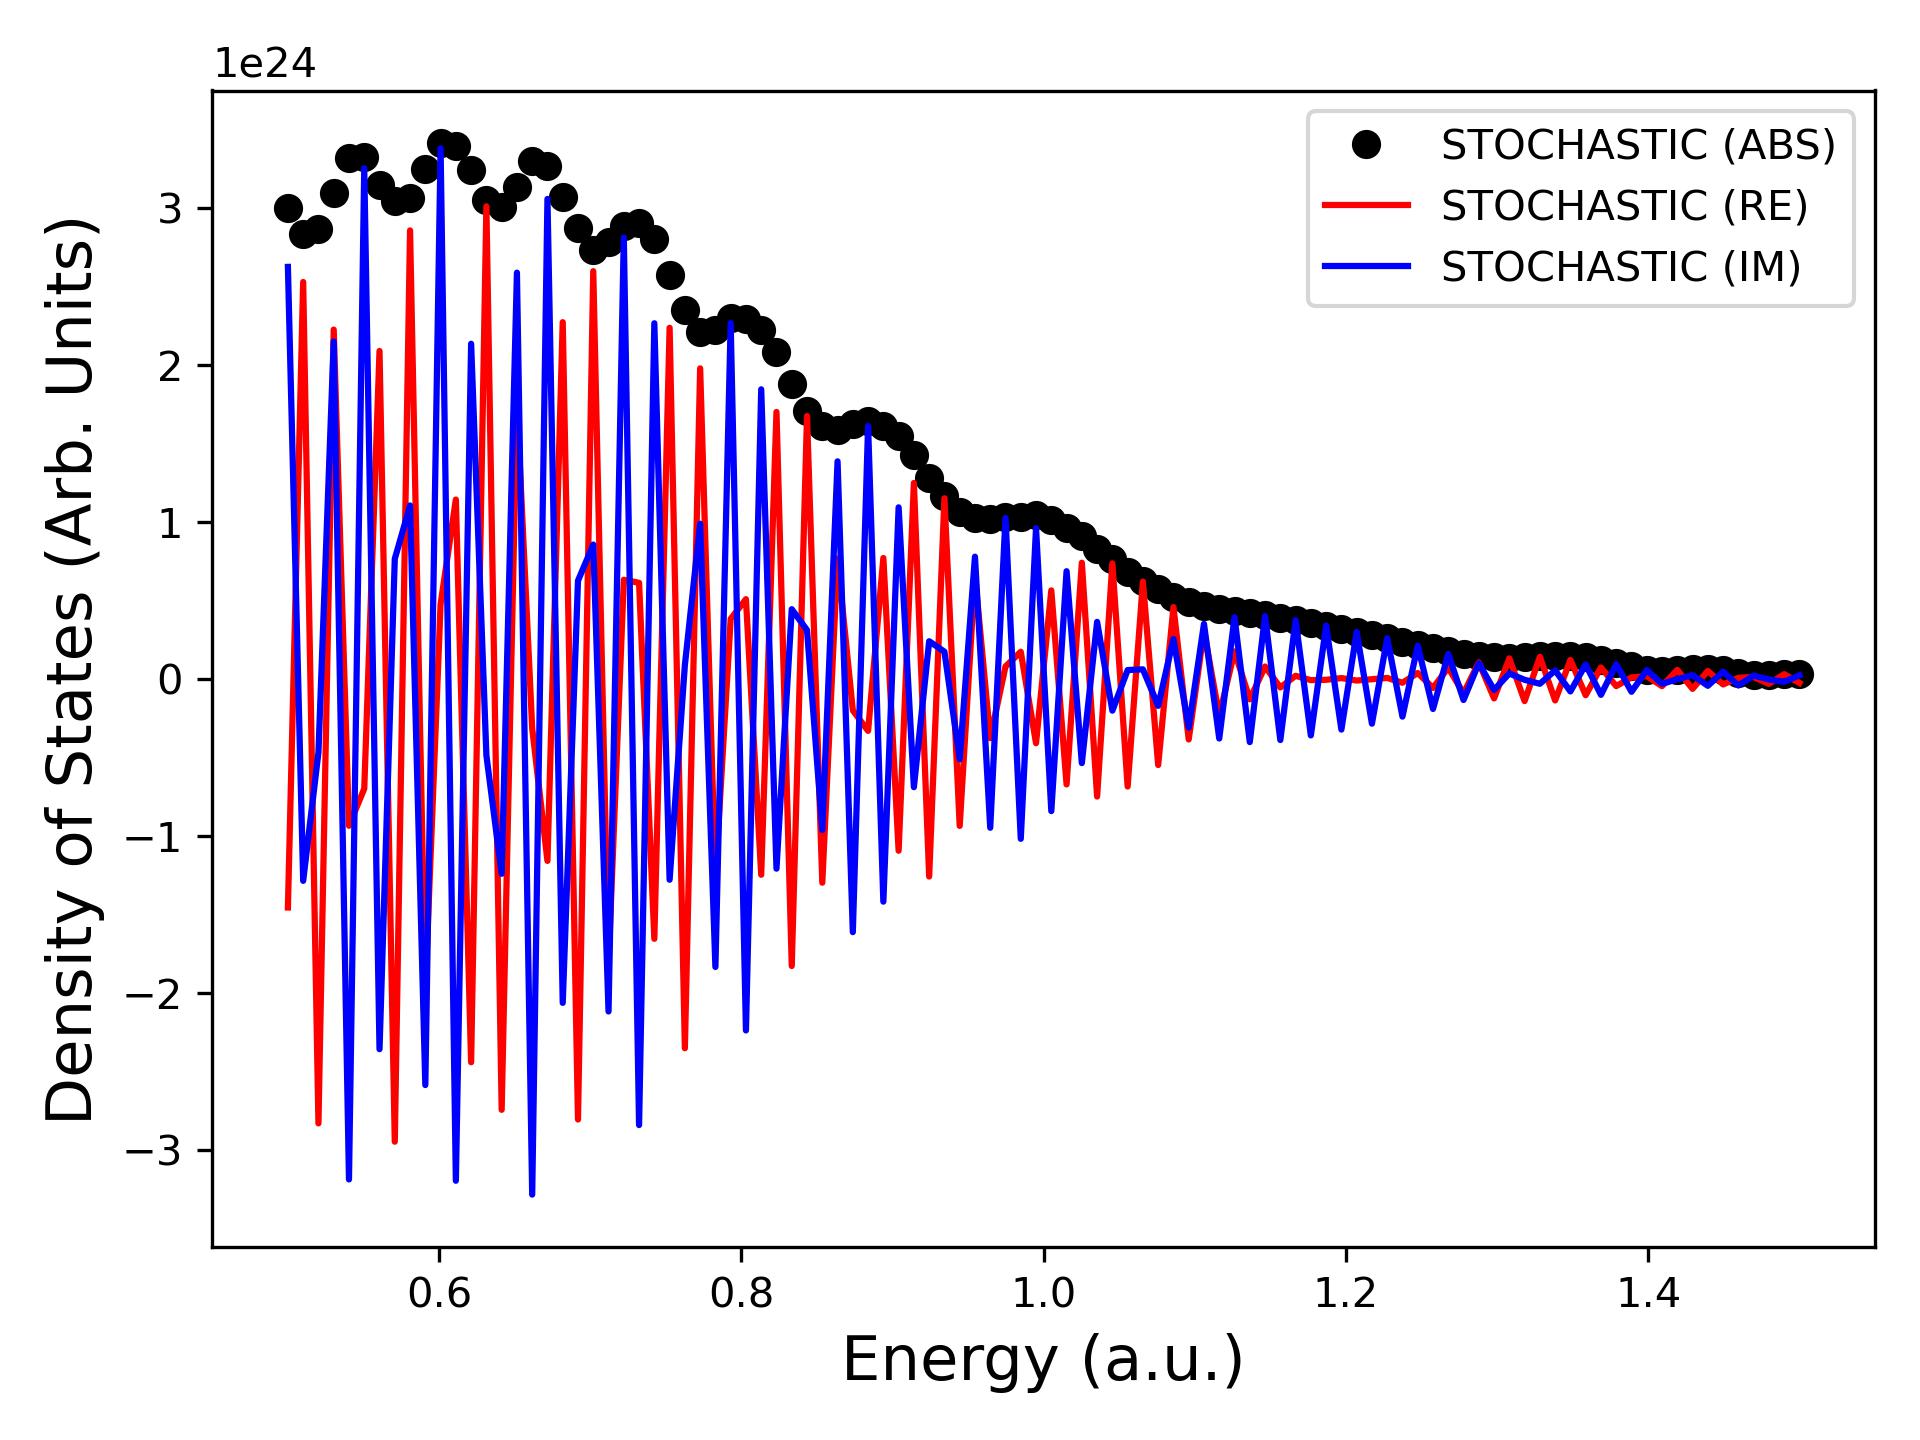 1e24
STOCHASTIC (ABS)
STOCHASTIC (RE)
STOCHASTIC (IM)
Density of States (Arb. Units)
3
2
1
0
−1
−2
−3
0.6 0.8 1.0 1.2 1.4
Energy (a.u.)